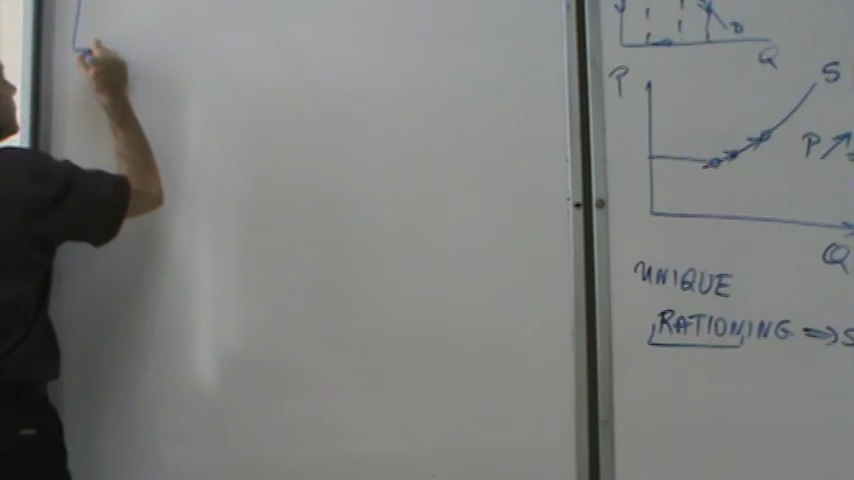 D
Q
P
S
P
Q
UNIQUE
RATIONING ⇒ S